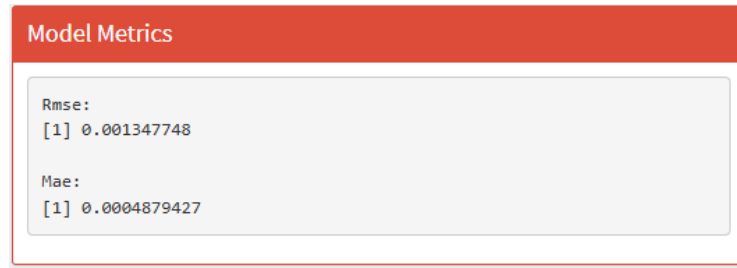 Model Metrics
Rmse:
[1] 0.001347748
Mae:
[1] 0.0004879427